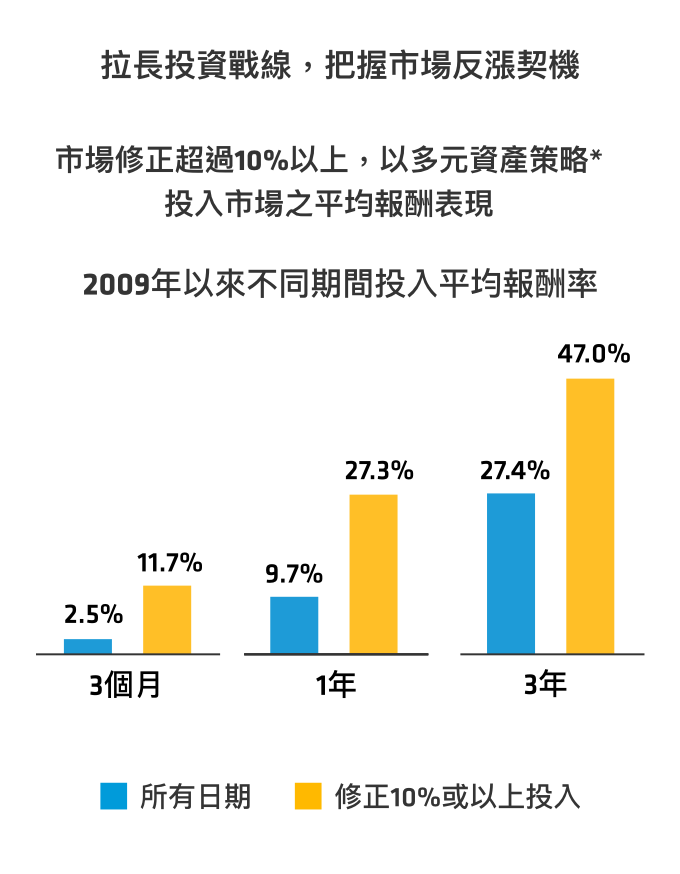 拉長投資戰線，把握市場反漲契機
市場修正超過10%以上，以多元資產策略*
投入市場之平均報酬表現
2009年以來不同期間投入平均報酬率
47.0%
27.3%
27.4%
11.7%
9.7%
2.5%
3個月
1年
3年
所有日期
修正10%或以上投入